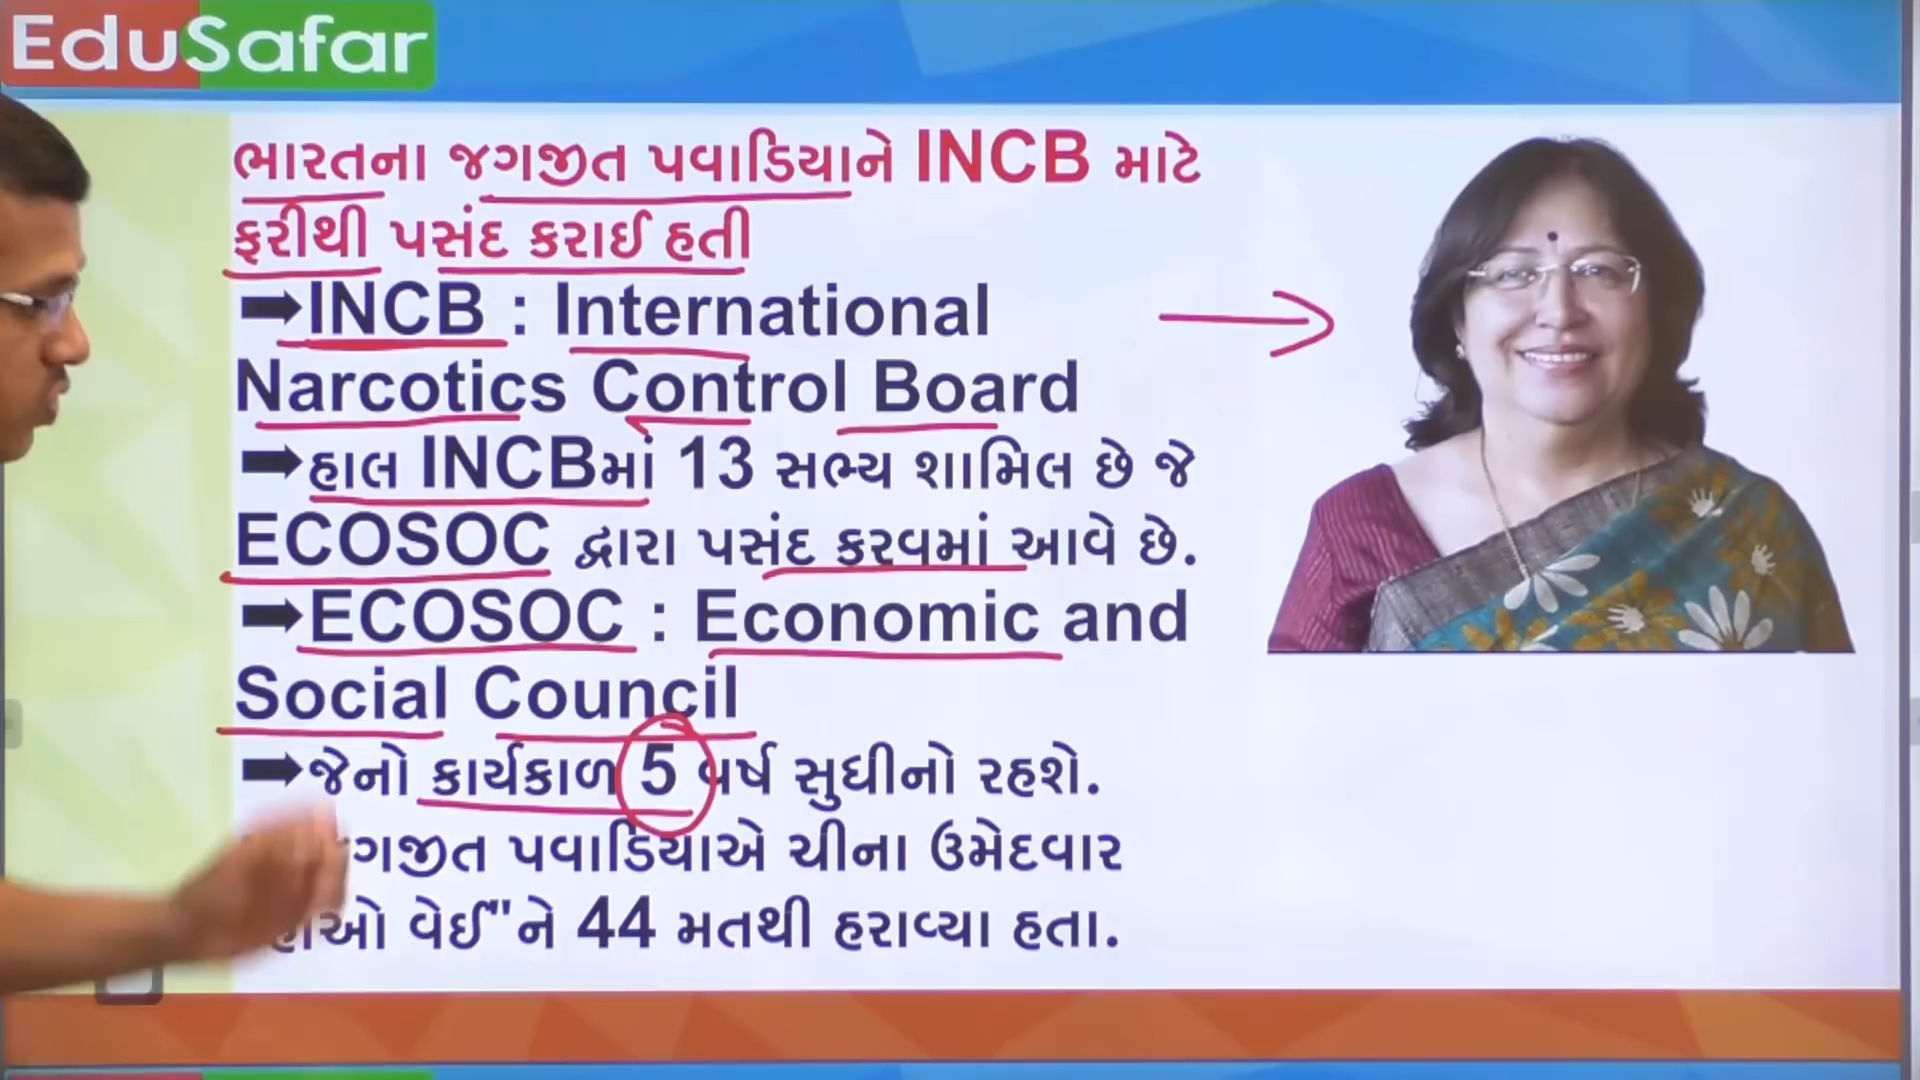 EduSafar
ભારતના જગજીત પવાડિયાને INCB માટે
ફરીથી પસંદ કરાઈ હતી
➡INCB : International
Narcotics Control Board
➡હાલ INCBમાં 13 સભ્ય શામિલ છે જે
ECOSOC દ્વારા પસંદ કરવમાં આવે છે.
➡ECOSOC : Economic and
Social Council
➡જેનો કાર્યકાળ 5 વર્ષ સુધીનો રહશે.
પવાડિયાએ ચીના ઉમેદવાર
વેઈ"ને 44 મતથી હરાવ્યા હતા.